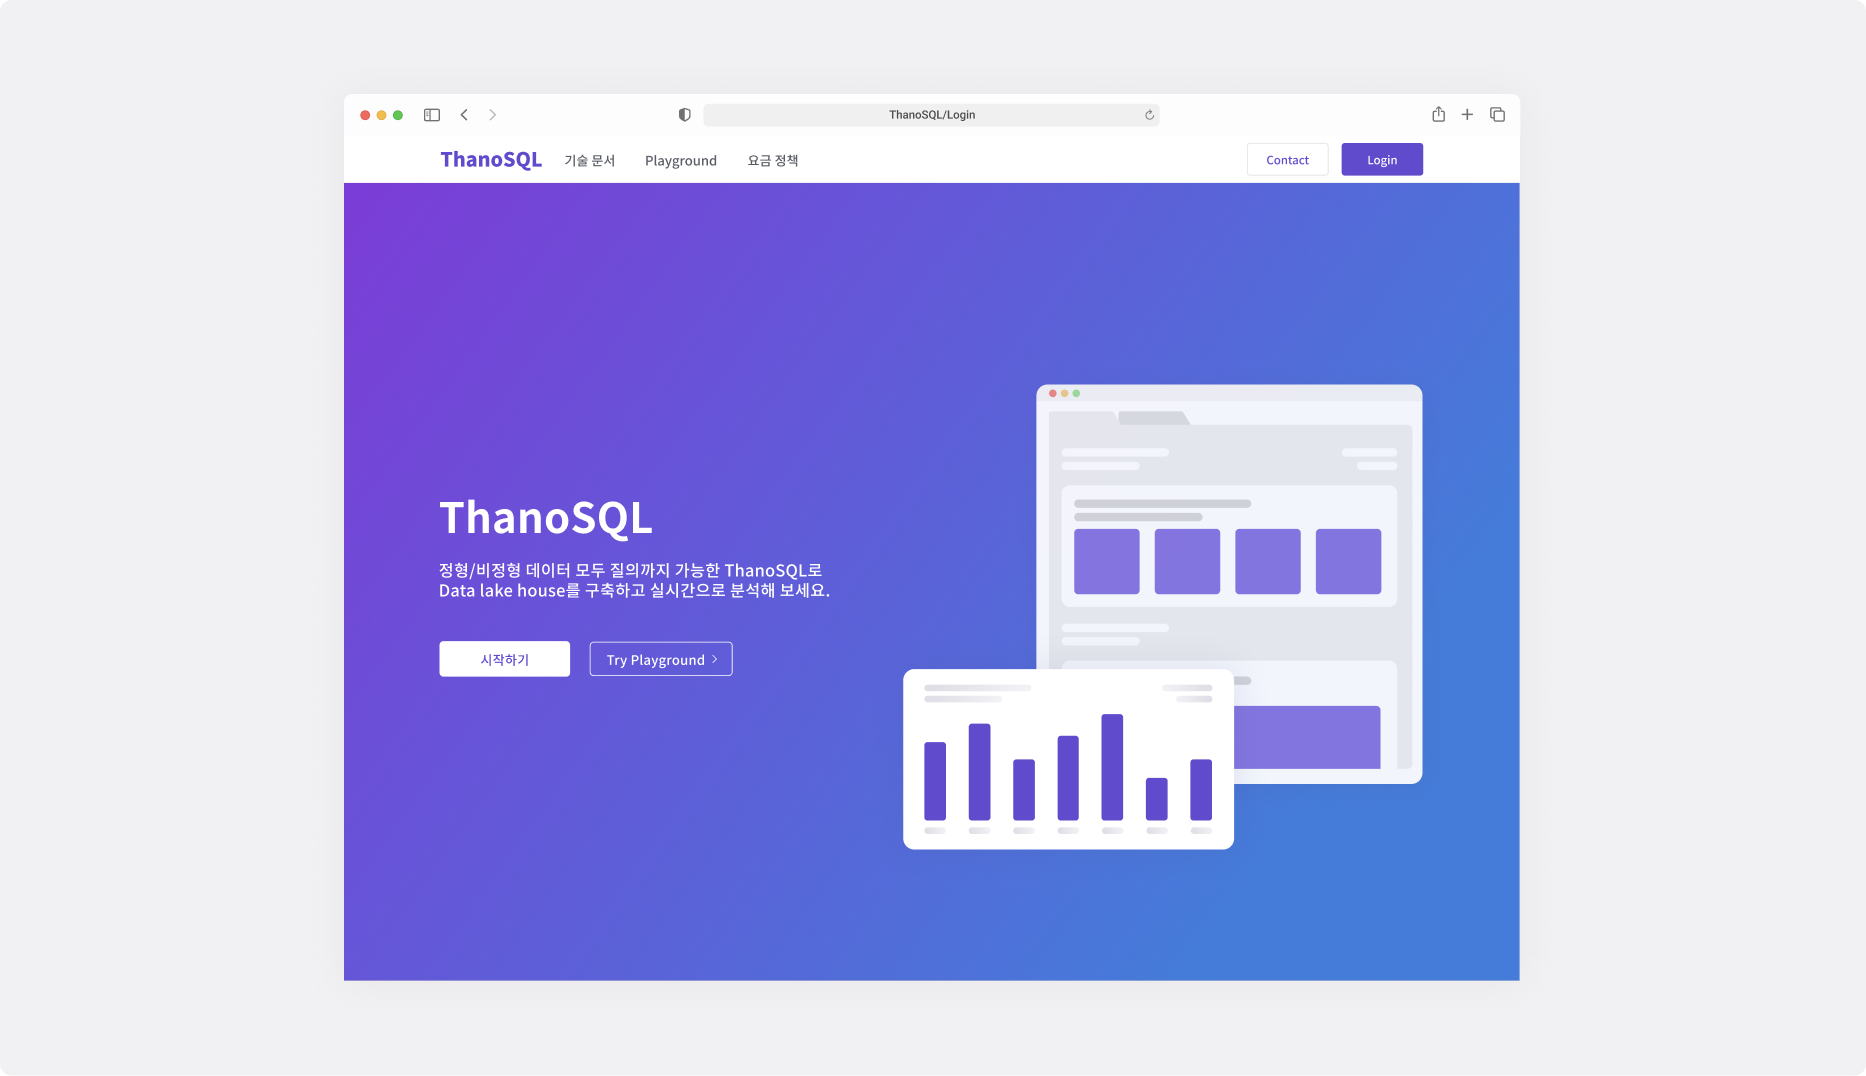 ThanoSQL/Login
ThanoSQL 기술 문서 Playground 요금 정책 Contact Login
ThanoSQL
정형/비정형 데이터 모두 질의까지 가능한 ThanoSQL로
Data lake house를 구축하고 실시간으로 분석해 보세요.
시작하기 Try Playground